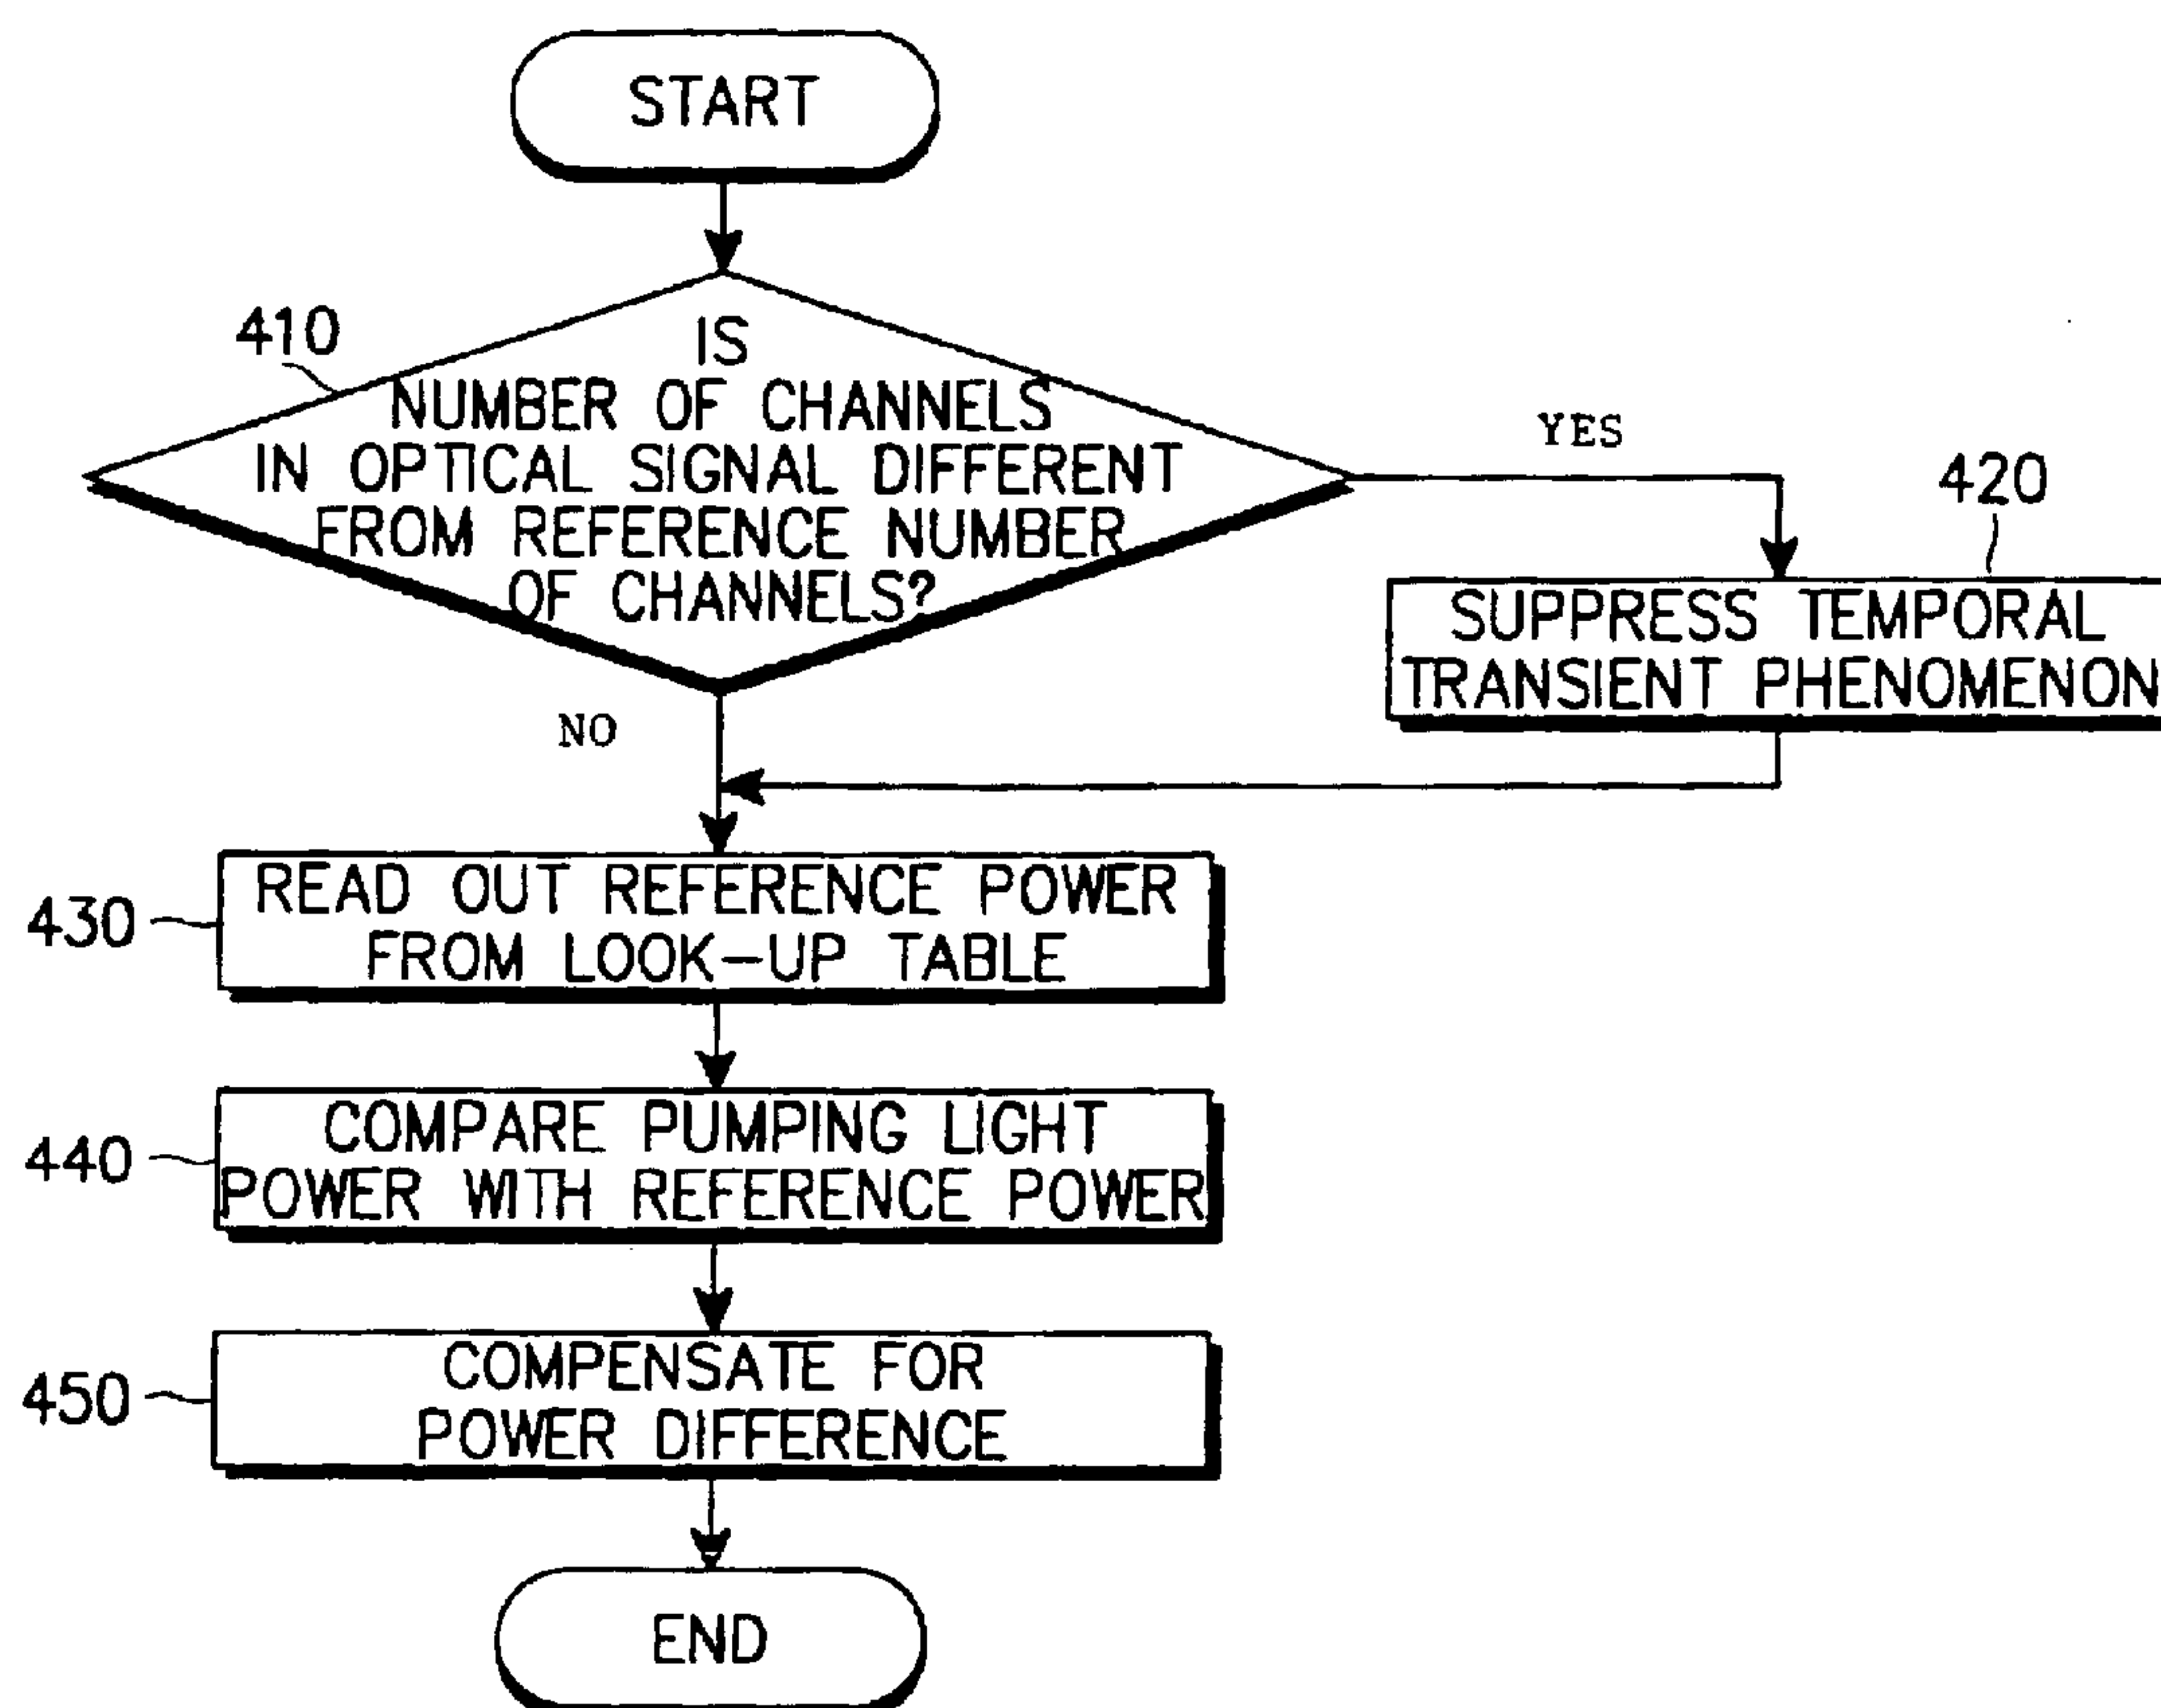 START
410
IS
NUMBER OF CHANNELS
IN OPTICAL SIGNAL DIFFERENT
FROM REFERENCE NUMBER
OF CHANNELS?
YES
420
SUPPRESS TEMPORAL
TRANSIENT PHENOMENON
NO
430
READ OUT REFERENCE POWER
FROM LOOK-UP TABLE
440
COMPARE PUMPING LIGHT
POWER WITH REFERENCE POWER
450
COMPENSATE FOR
POWER DIFFERENCE
END